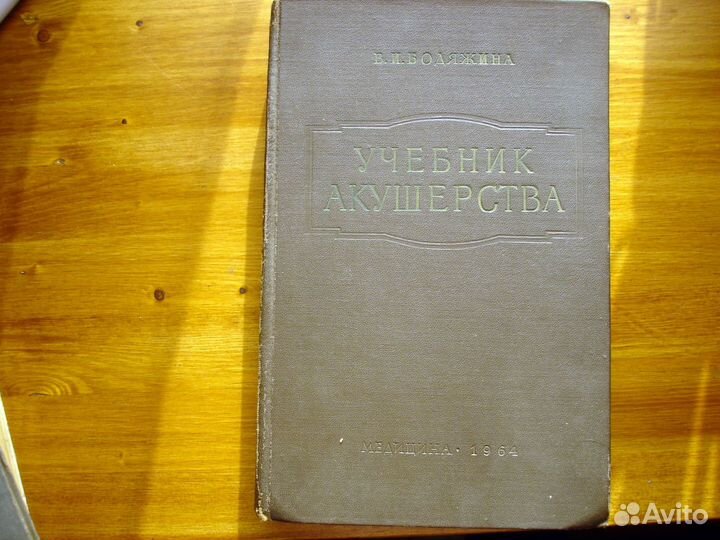 В.И.БОДЯЖИНА
УЧЕБНИК
АКУШЕРСТВА
МЕДИЦИНА · 1964
Avito